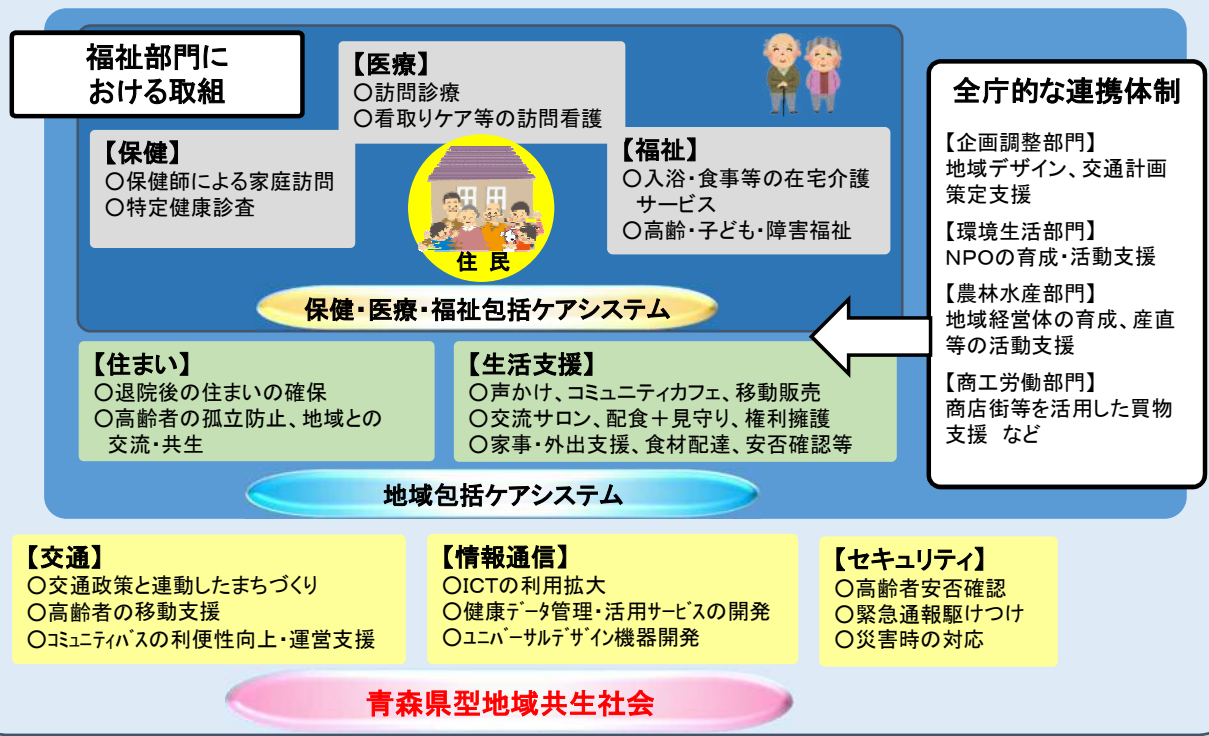 福祉部門に
おける取組
【医療】
○訪問診療
○看取りケア等の訪問看護
【保健】
○保健師による家庭訪問
○特定健康診査
【福祉】
○入浴・食事等の在宅介護
サービス
○高齢・子ども・障害福祉
住 民
保健・医療・福祉包括ケアシステム
【住まい】
○退院後の住まいの確保
○高齢者の孤立防止、地域との
交流・共生
【生活支援】
○声かけ、コミュニティカフェ、移動販売
○交流サロン、配食＋見守り、権利擁護
○家事・外出支援、食材配達、安否確認等
地域包括ケアシステム
全庁的な連携体制
【企画調整部門】
地域デザイン、交通計画
策定支援
【環境生活部門】
NPOの育成・活動支援
【農林水産部門】
地域経営体の育成、産直
等の活動支援
【商工労働部門】
商店街等を活用した買物
支援 など
【交通】
○交通政策と連動したまちづくり
○高齢者の移動支援
○ｺﾐｭﾆﾃｨﾊﾞｽの利便性向上・運営支援
【情報通信】
○ICTの利用拡大
○健康ﾃﾞｰﾀ管理・活用サービスの開発
○ﾕﾆﾊﾞｰｻﾙﾃﾞｻﾞｲﾝ機器開発
【セキュリティ】
○高齢者安否確認
○緊急通報駆けつけ
○災害時の対応
青森県型地域共生社会